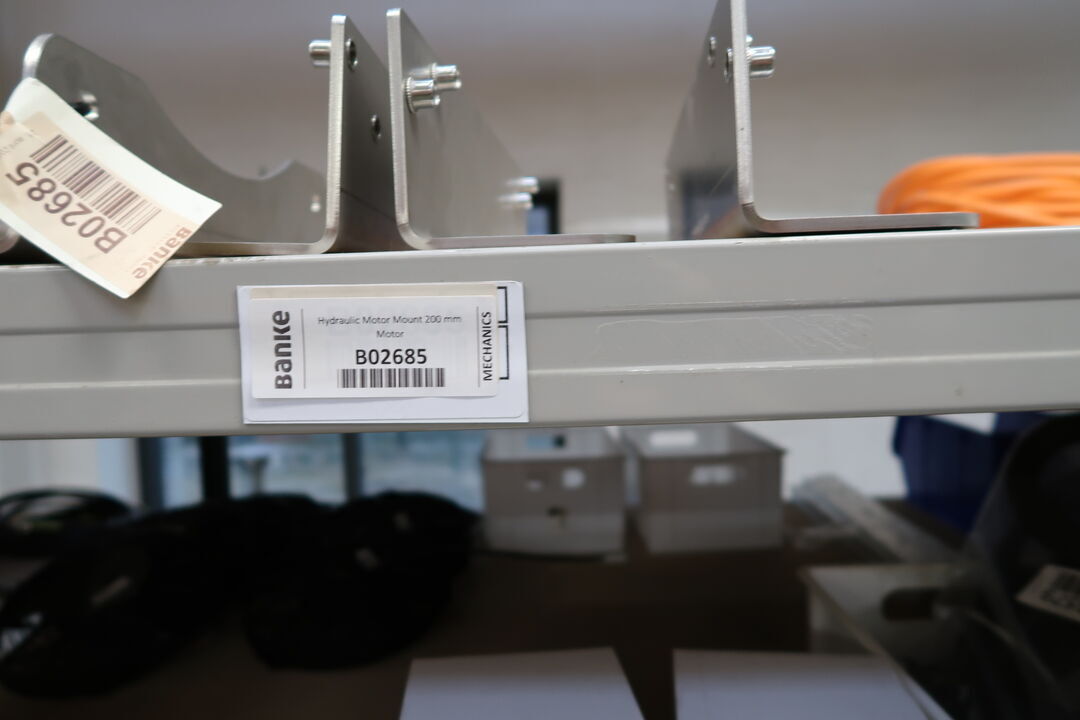 B02685
Banke
Banke
Hydraulic Motor Mount 200 mm
Motor
B02685
MECHANICS